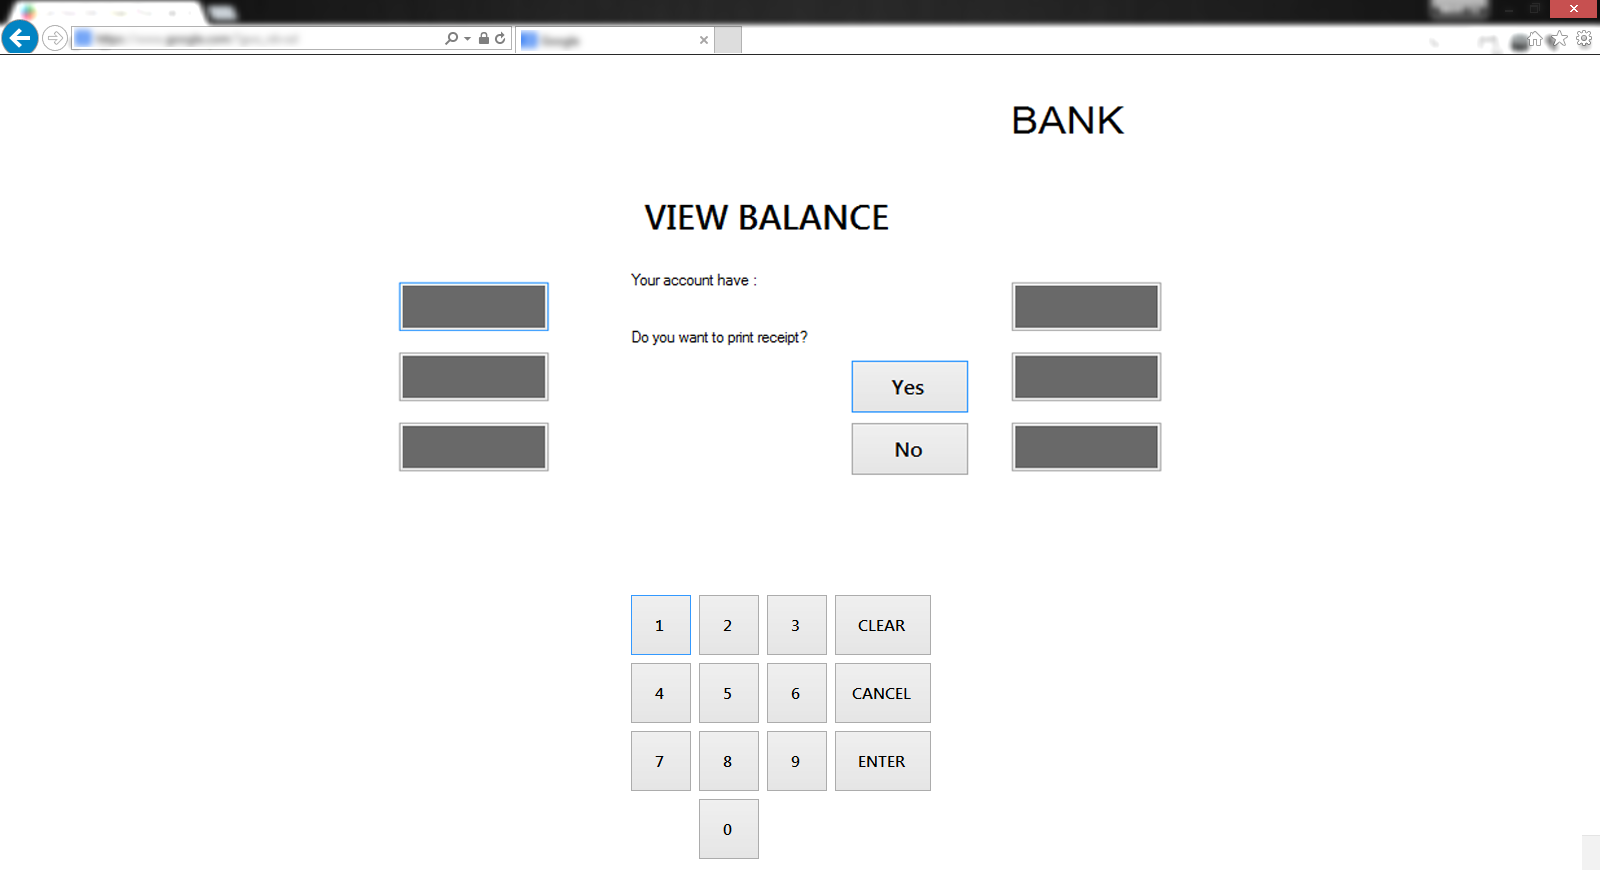 BANK
VIEW BALANCE
Your account have :
Do you want to print receipt?
Yes
No
1 2 3 CLEAR
4 5 6 CANCEL
7 8 9 ENTER
0